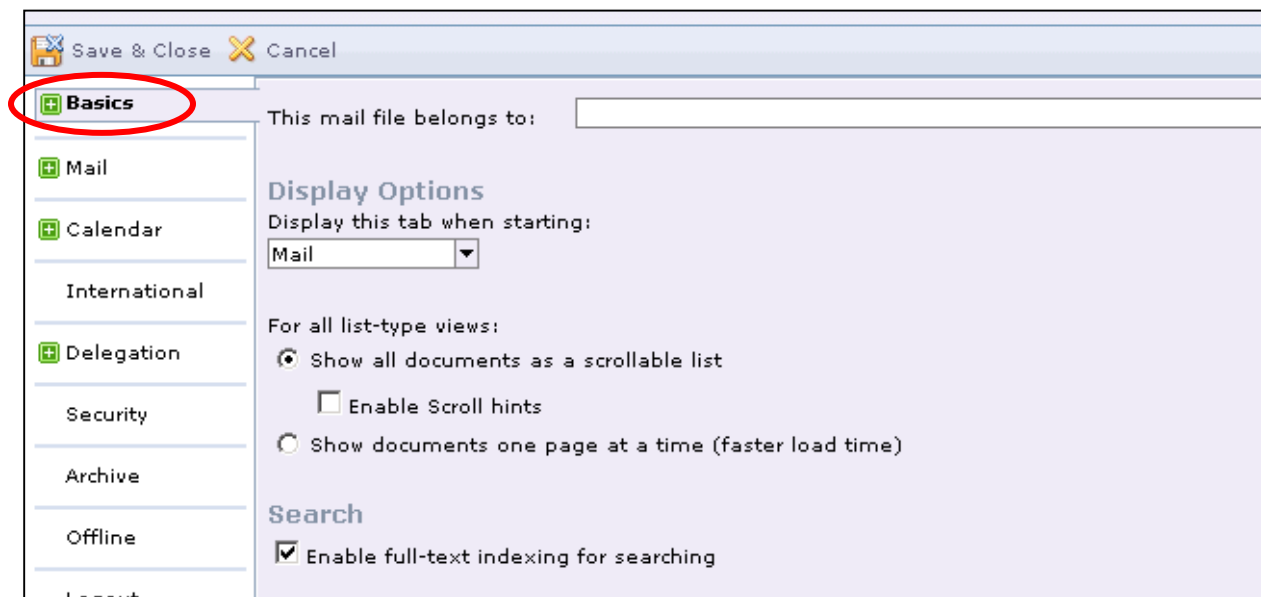 Save & Close Cancel
Basics
This mail file belongs to:
Mail
Display Options
Display this tab when starting:
Calendar
Mail
International
For all list-type views:
Delegation
Show all documents as a scrollable list
Enable Scroll hints
Security
Show documents one page at a time (faster load time)
Archive
Search
Offline
Enable full-text indexing for searching